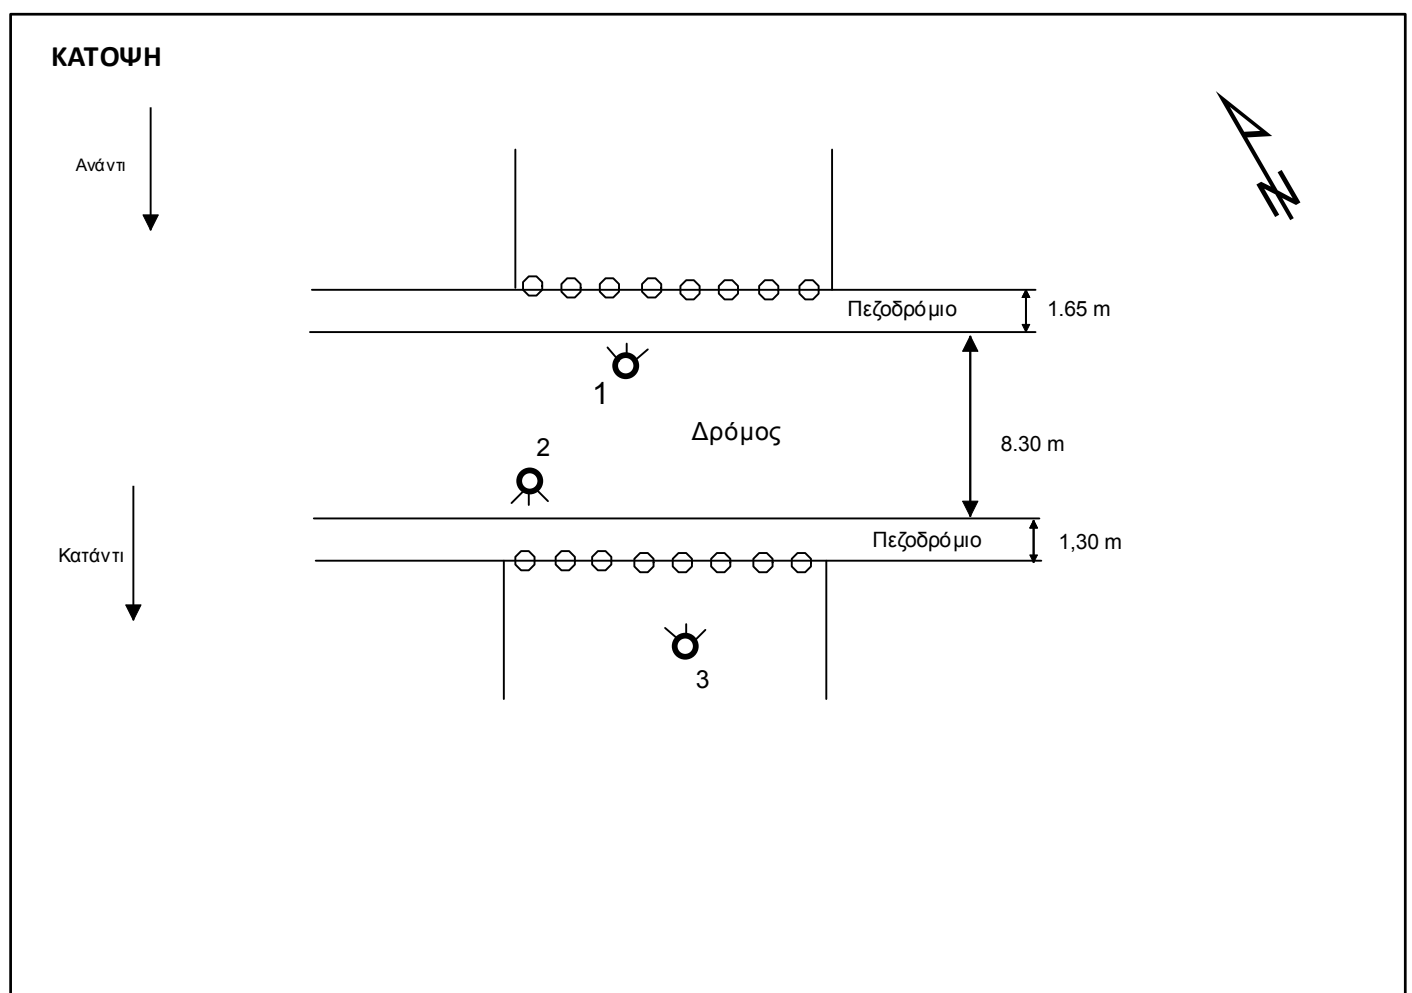 ΚΑΤΟΨΗ
Ανάντι
Πεζοδρόμιο
1.65 m
1
Δρόμος
2
8.30 m
Πεζοδρόμιο
1,30 m
Κατάντι
3
N